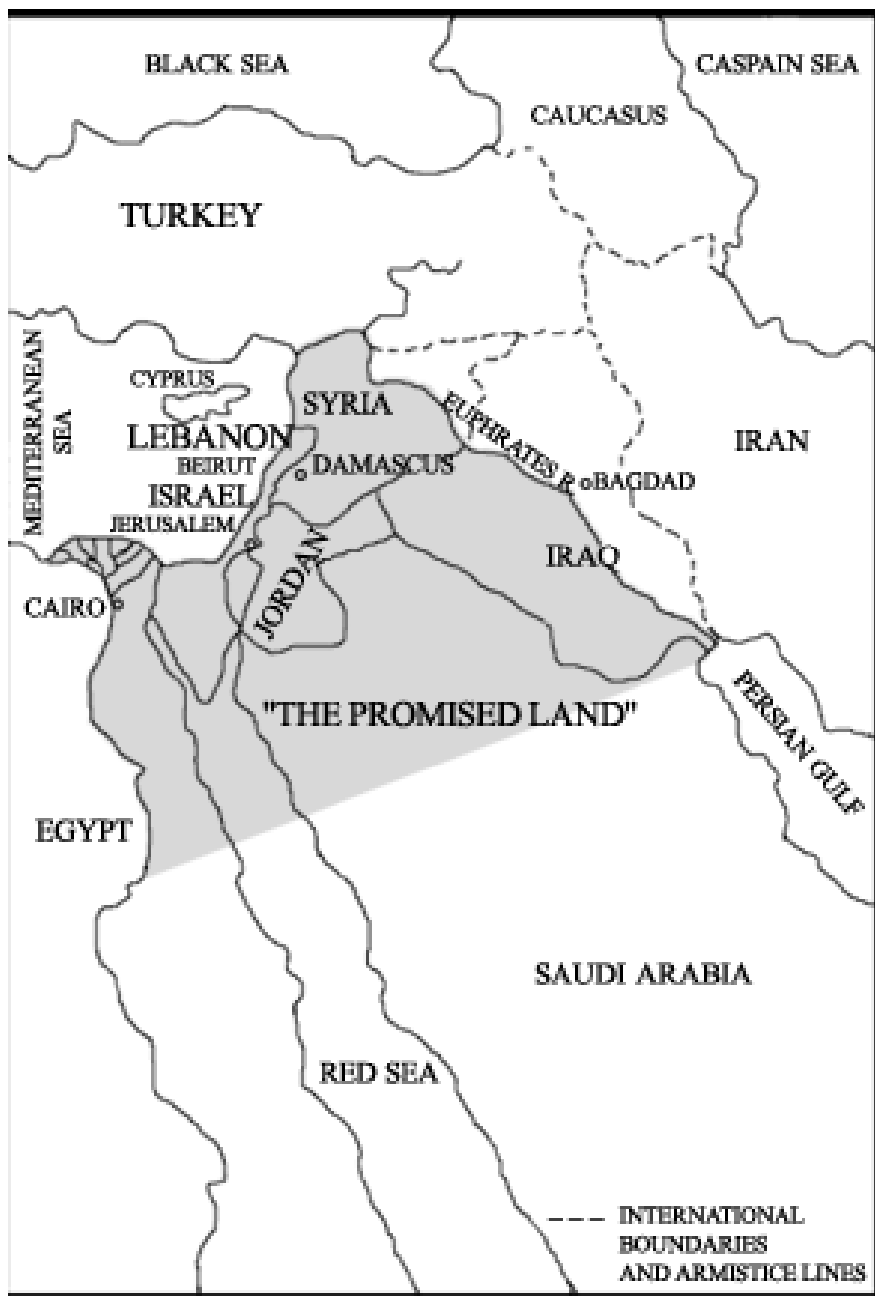 BLACK SEA
CASPAIN SEA
CAUCASUS
TURKEY
MEDITERRANEAN
SEA
CYPRUS
SYRIA
LEBANON
EUPHRATES R
BEIRUT
DAMASCUS
IRAN
BAGDAD
ISRAEL
JERUSALEM
JORDAN
IRAQ
CAIRO
"THE PROMISED LAND"
PERSIAN GULF
EGYPT
SAUDI ARABIA
RED SEA
INTERNATIONAL
BOUNDARIES
AND ARMISTICE LINES